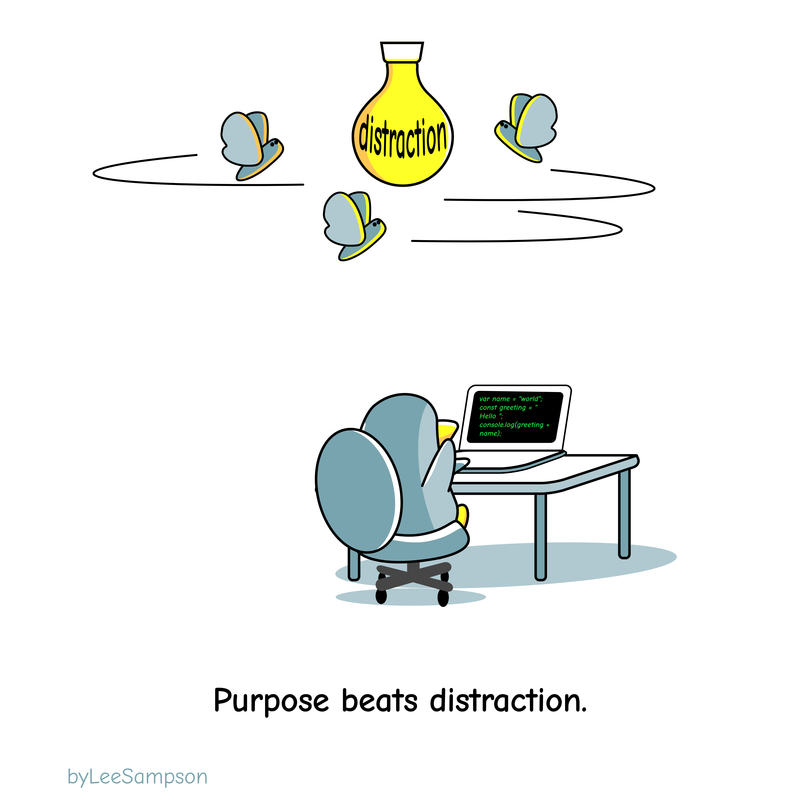 distraction
var name = "world";
const greeting = "
Hello ";
console.log(greeting +
name);
Purpose beats distraction.
byLeeSampson